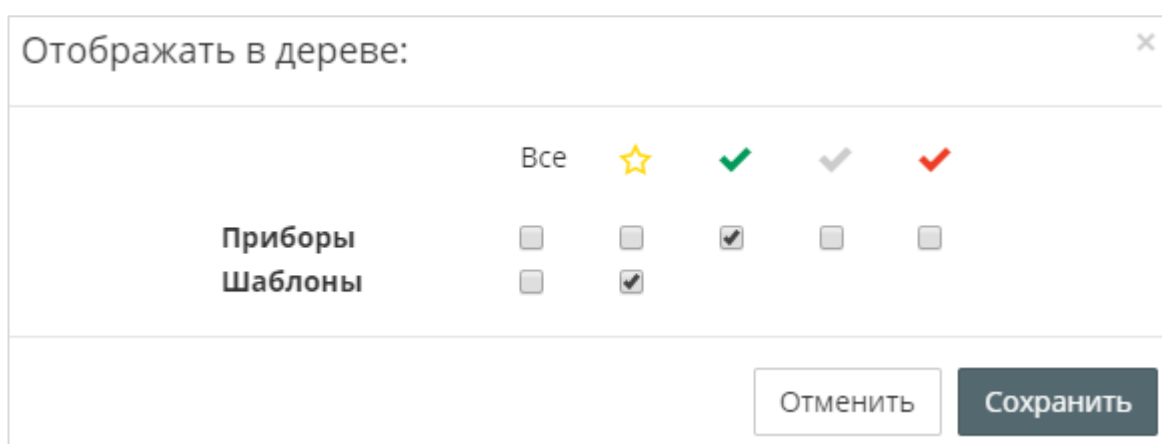 Отображать в дереве:
Все
Приборы
Шаблоны
Отменить Сохранить